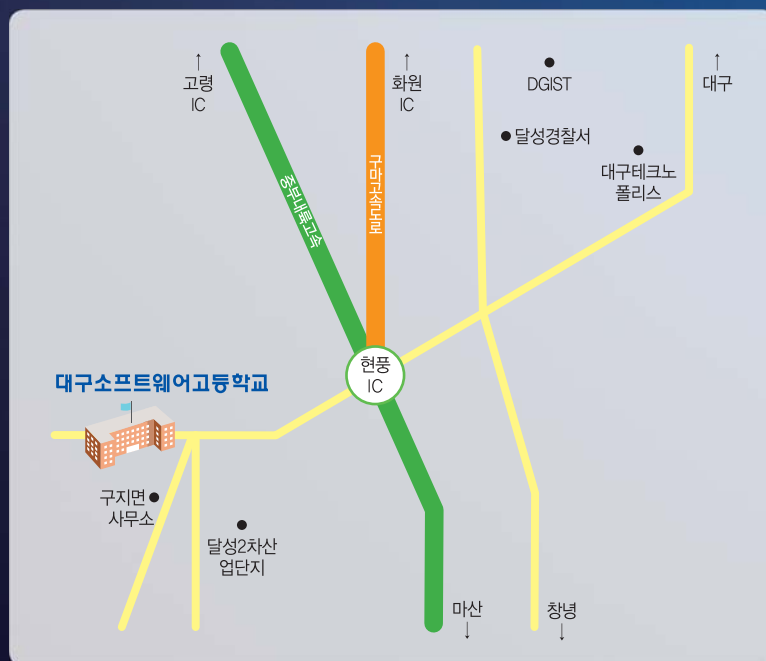 ↑
고령
IC
↑
화원
IC
DGIST
↑
대구
달성경찰서
대구테크노
폴리스
중부내륙고속
구마고속도로
현풍
IC
대구소프트웨어고등학교
구지면
사무소
달성2차산
업단지
마산
↓
창녕
↓